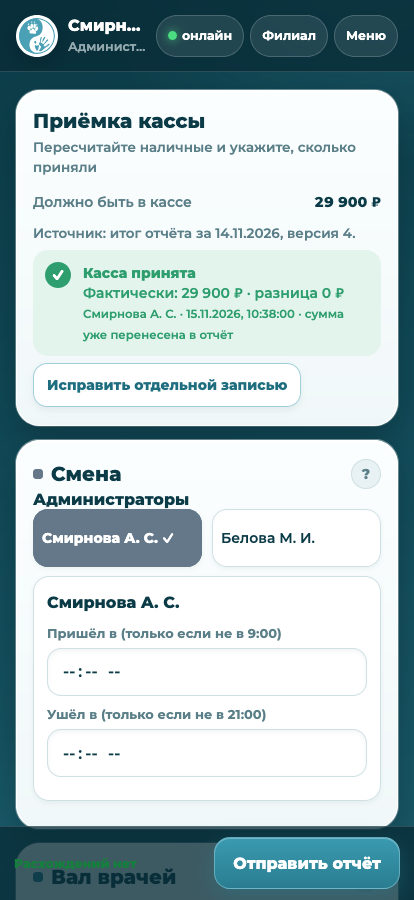 Смирн...
Админист...
онлайн
Филиал
Меню
Приёмка кассы
Пересчитайте наличные и укажите, сколько
приняли
Должно быть в кассе
29 900 ₽
Источник: итог отчёта за 14.11.2026, версия 4.
Касса принята
Фактически: 29 900 ₽ · разница 0 ₽
Смирнова А. С. · 15.11.2026, 10:38:00 · сумма
уже перенесена в отчёт
Исправить отдельной записью
Смена
?
Администраторы
Смирнова А. С. ✓
Белова М. И.
Смирнова А. С.
Пришёл в (только если не в 9:00)
--:-- --
Ушёл в (только если не в 21:00)
--:-- --
Расхождений нет
Вал врачей
Отправить отчёт